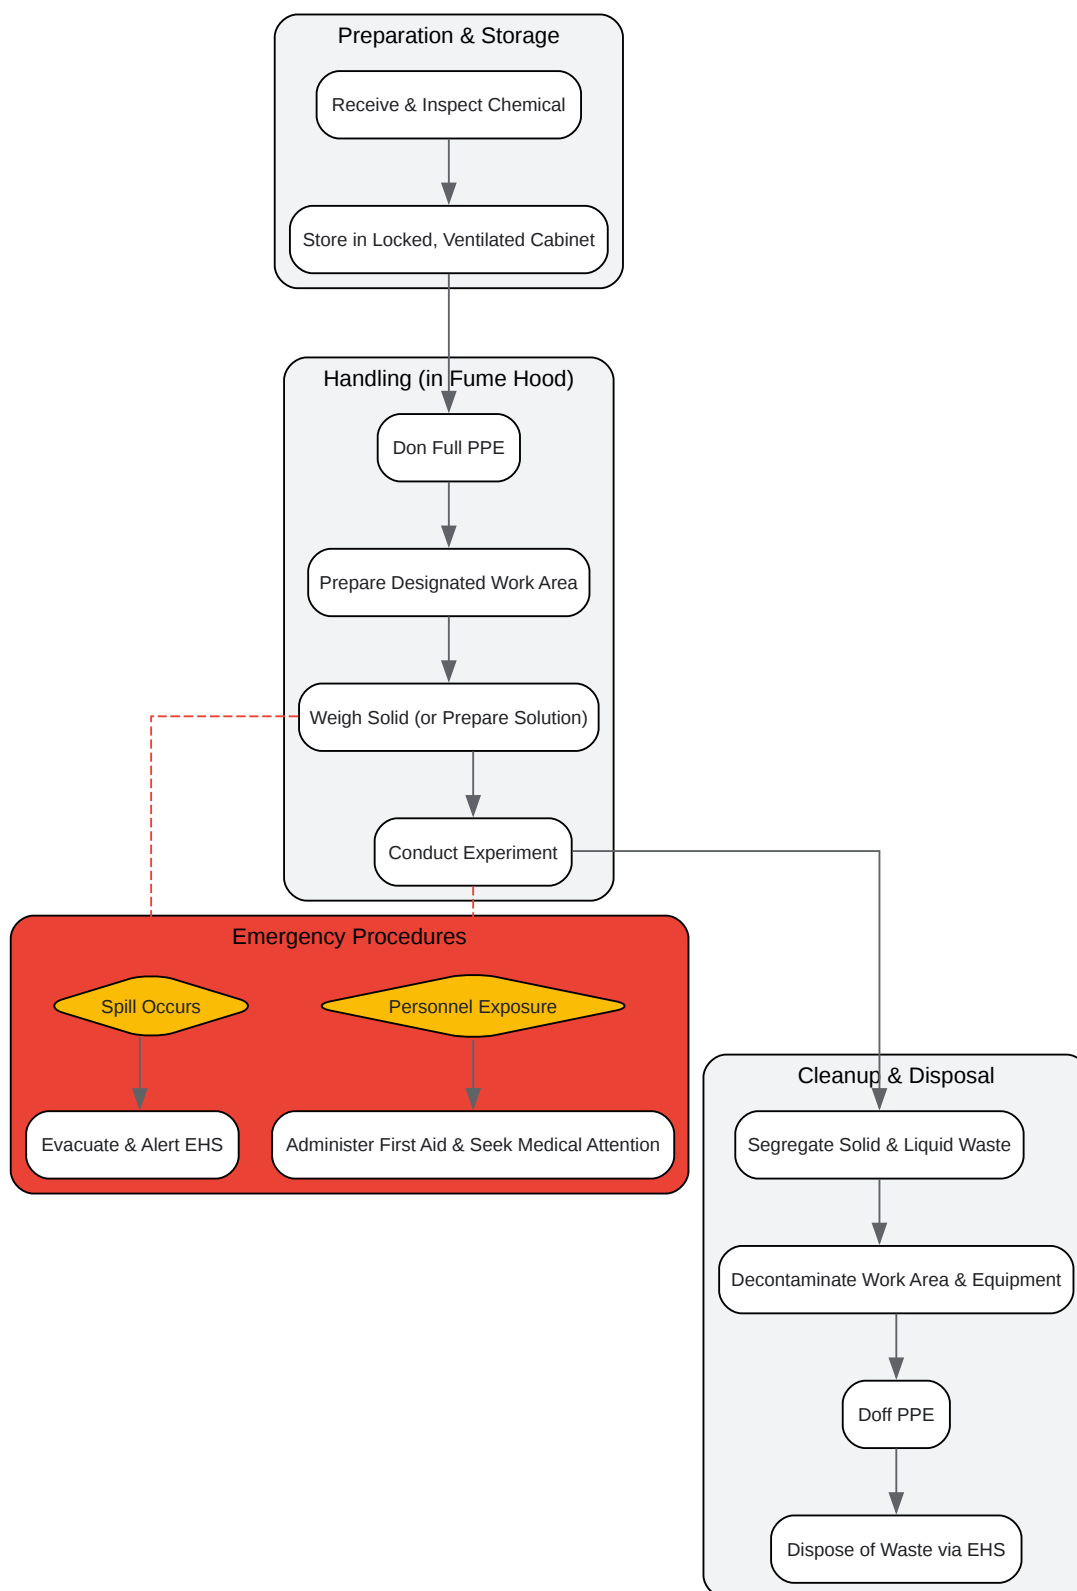 Preparation & Storage
Receive & Inspect Chemical
Store in Locked, Ventilated Cabinet
Handling (in Fume Hood)
Don Full PPE
Prepare Designated Work Area
Weigh Solid (or Prepare Solution)
Conduct Experiment
Emergency Procedures
Spill Occurs
Personnel Exposure
Evacuate & Alert EHS
Administer First Aid & Seek Medical Attention
Cleanup & Disposal
Segregate Solid & Liquid Waste
Decontaminate Work Area & Equipment
Doff PPE
Dispose of Waste via EHS